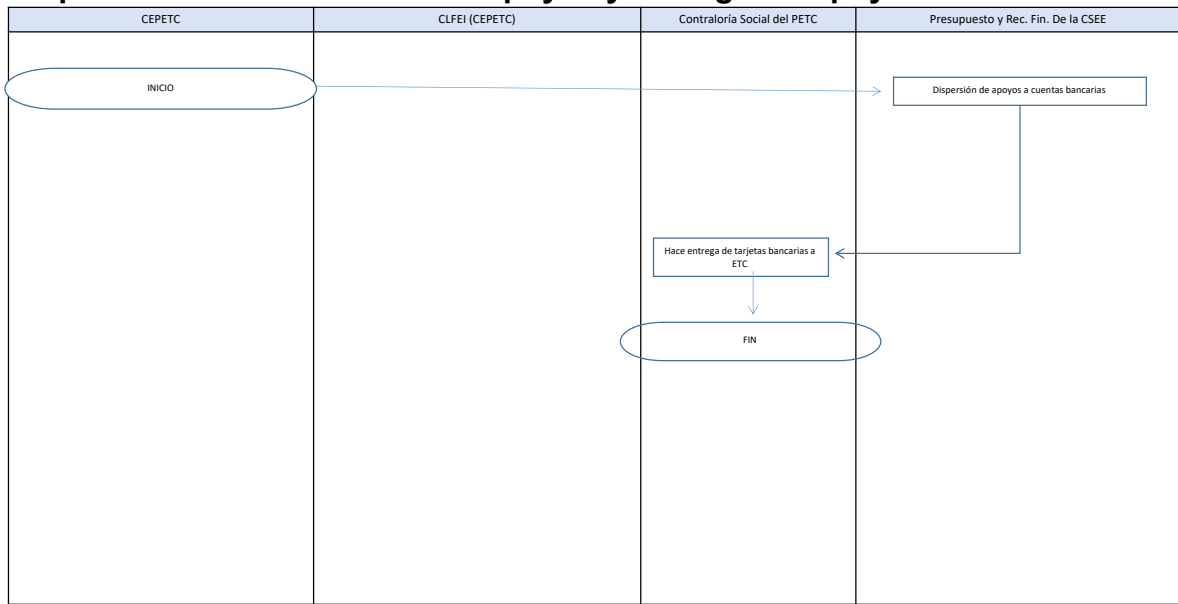 CEPETC
CLFEI (CEPETC)
Contraloría Social del PETC
Presupuesto y Rec. Fin. De la CSEE
INICIO
Dispersión de apoyos a cuentas bancarias
Hace entrega de tarjetas bancarias a
ETC
FIN